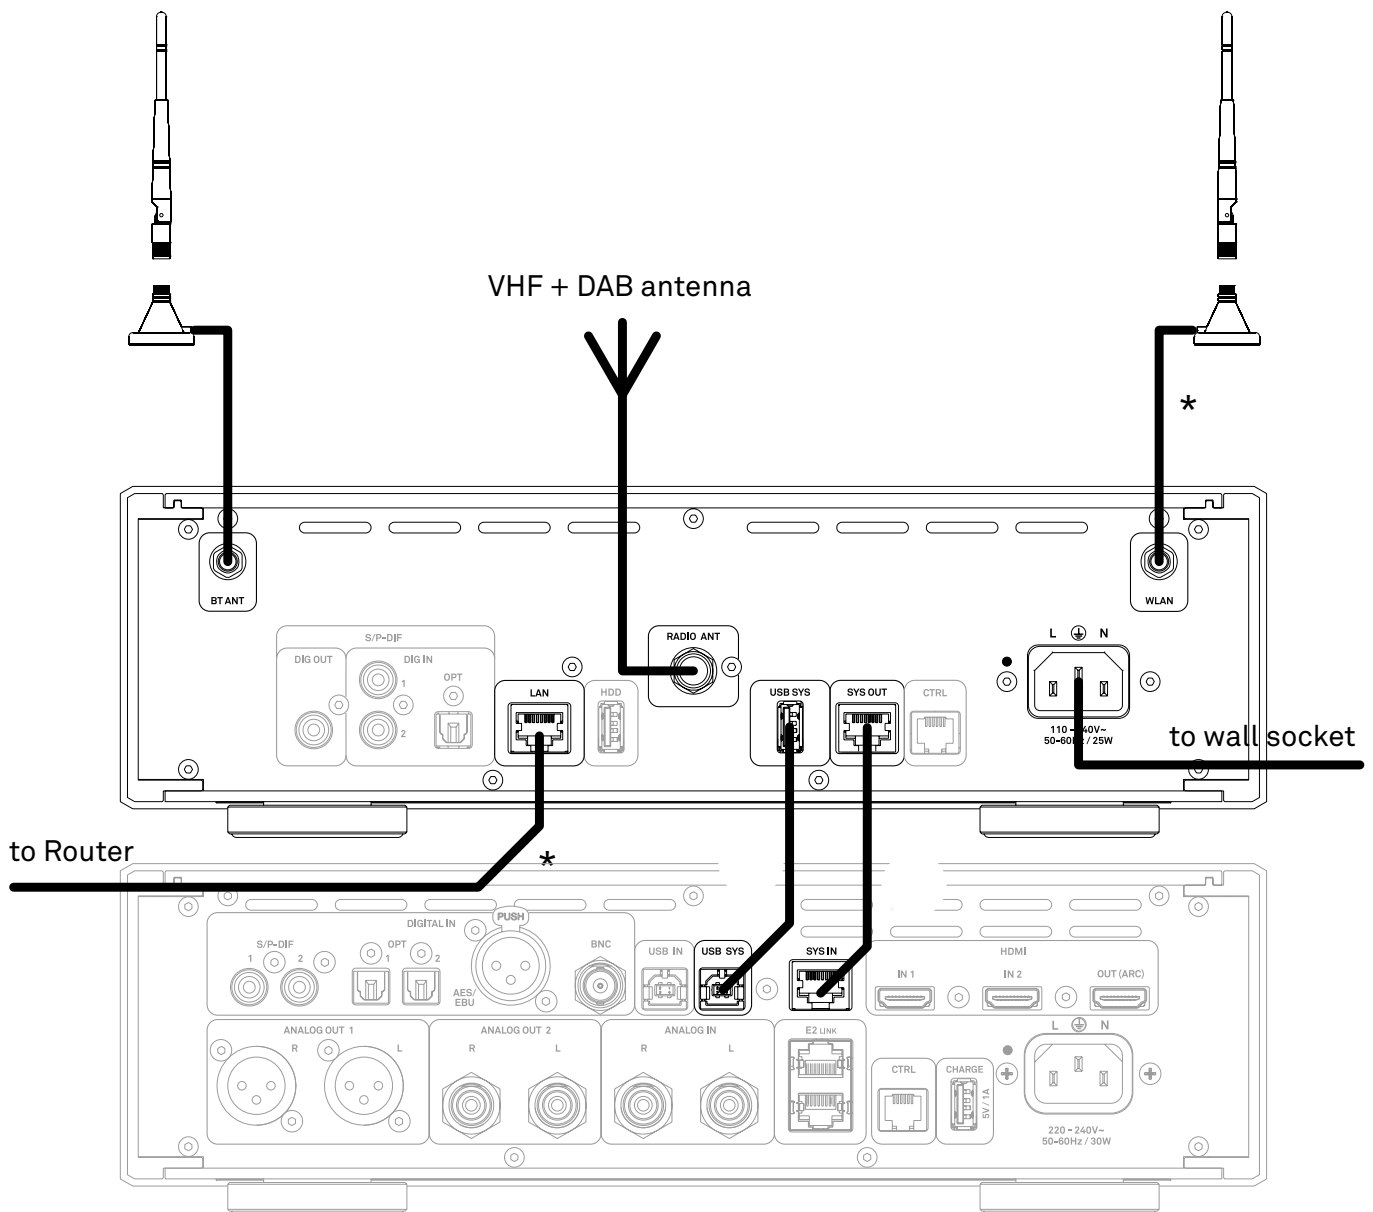 VHF + DAB antenna
*
BT ANT
WLAN
S/P-DIF
RADIO ANT
L N
DIG OUT
DIG IN
1
OPT
2
LAN
HDD
USB SYS
SYS OUT
CTRL
110 - 240V~
50-60Hz / 25W
to wall socket
to Router
*
DIGITAL IN
PUSH
S/P-DIF
1 2
OPT
1 2
AES/
EBU
BNC
USB IN
USB SYS
SYS IN
HDMI
IN 1
IN 2
OUT (ARC)
ANALOG OUT 1
R L
ANALOG OUT 2
R L
ANALOG IN
R L
E2 LINK
CTRL
CHARGE
5V / 1A
L N
220 - 240V~
50-60Hz / 30W